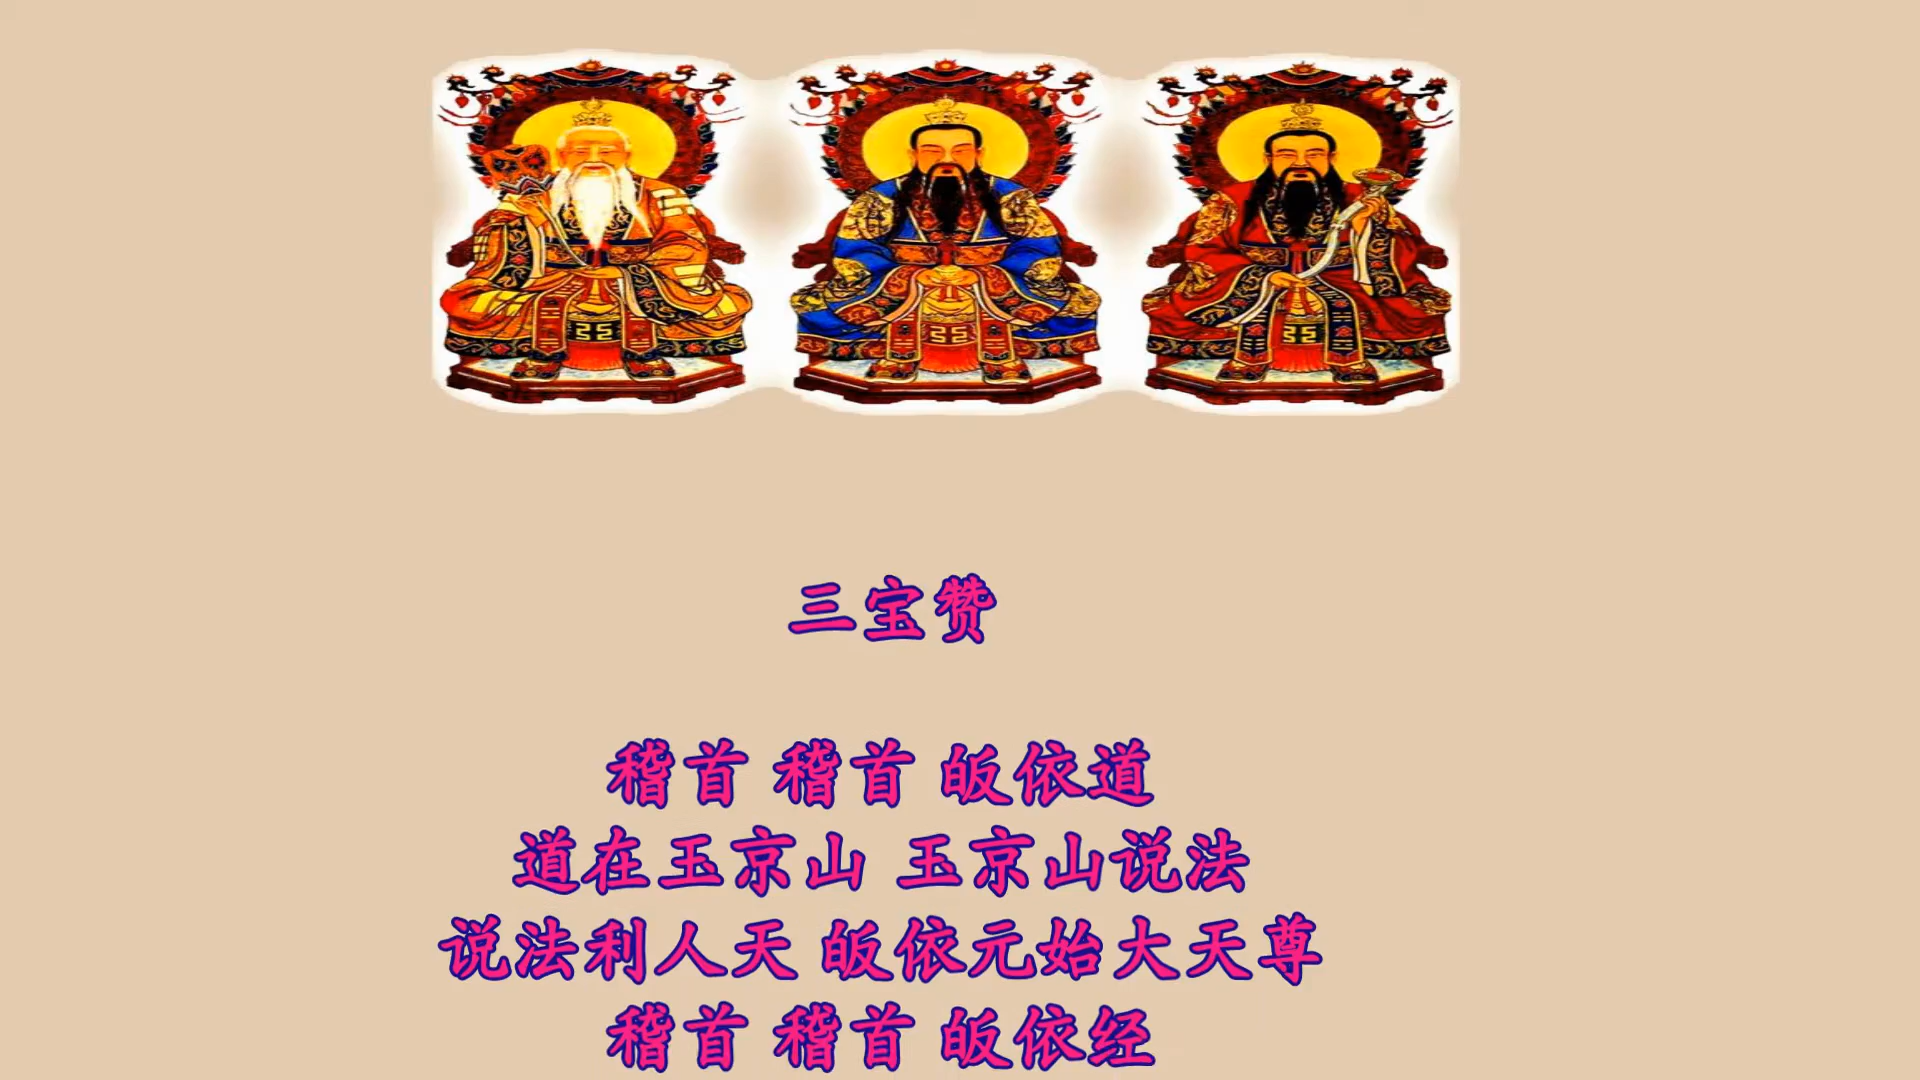 三宝赞
稽首 稽首 皈依道
道在玉京山 玉京山说法
说法利人天 皈依元始大天尊
稽首 稽首 皈依经